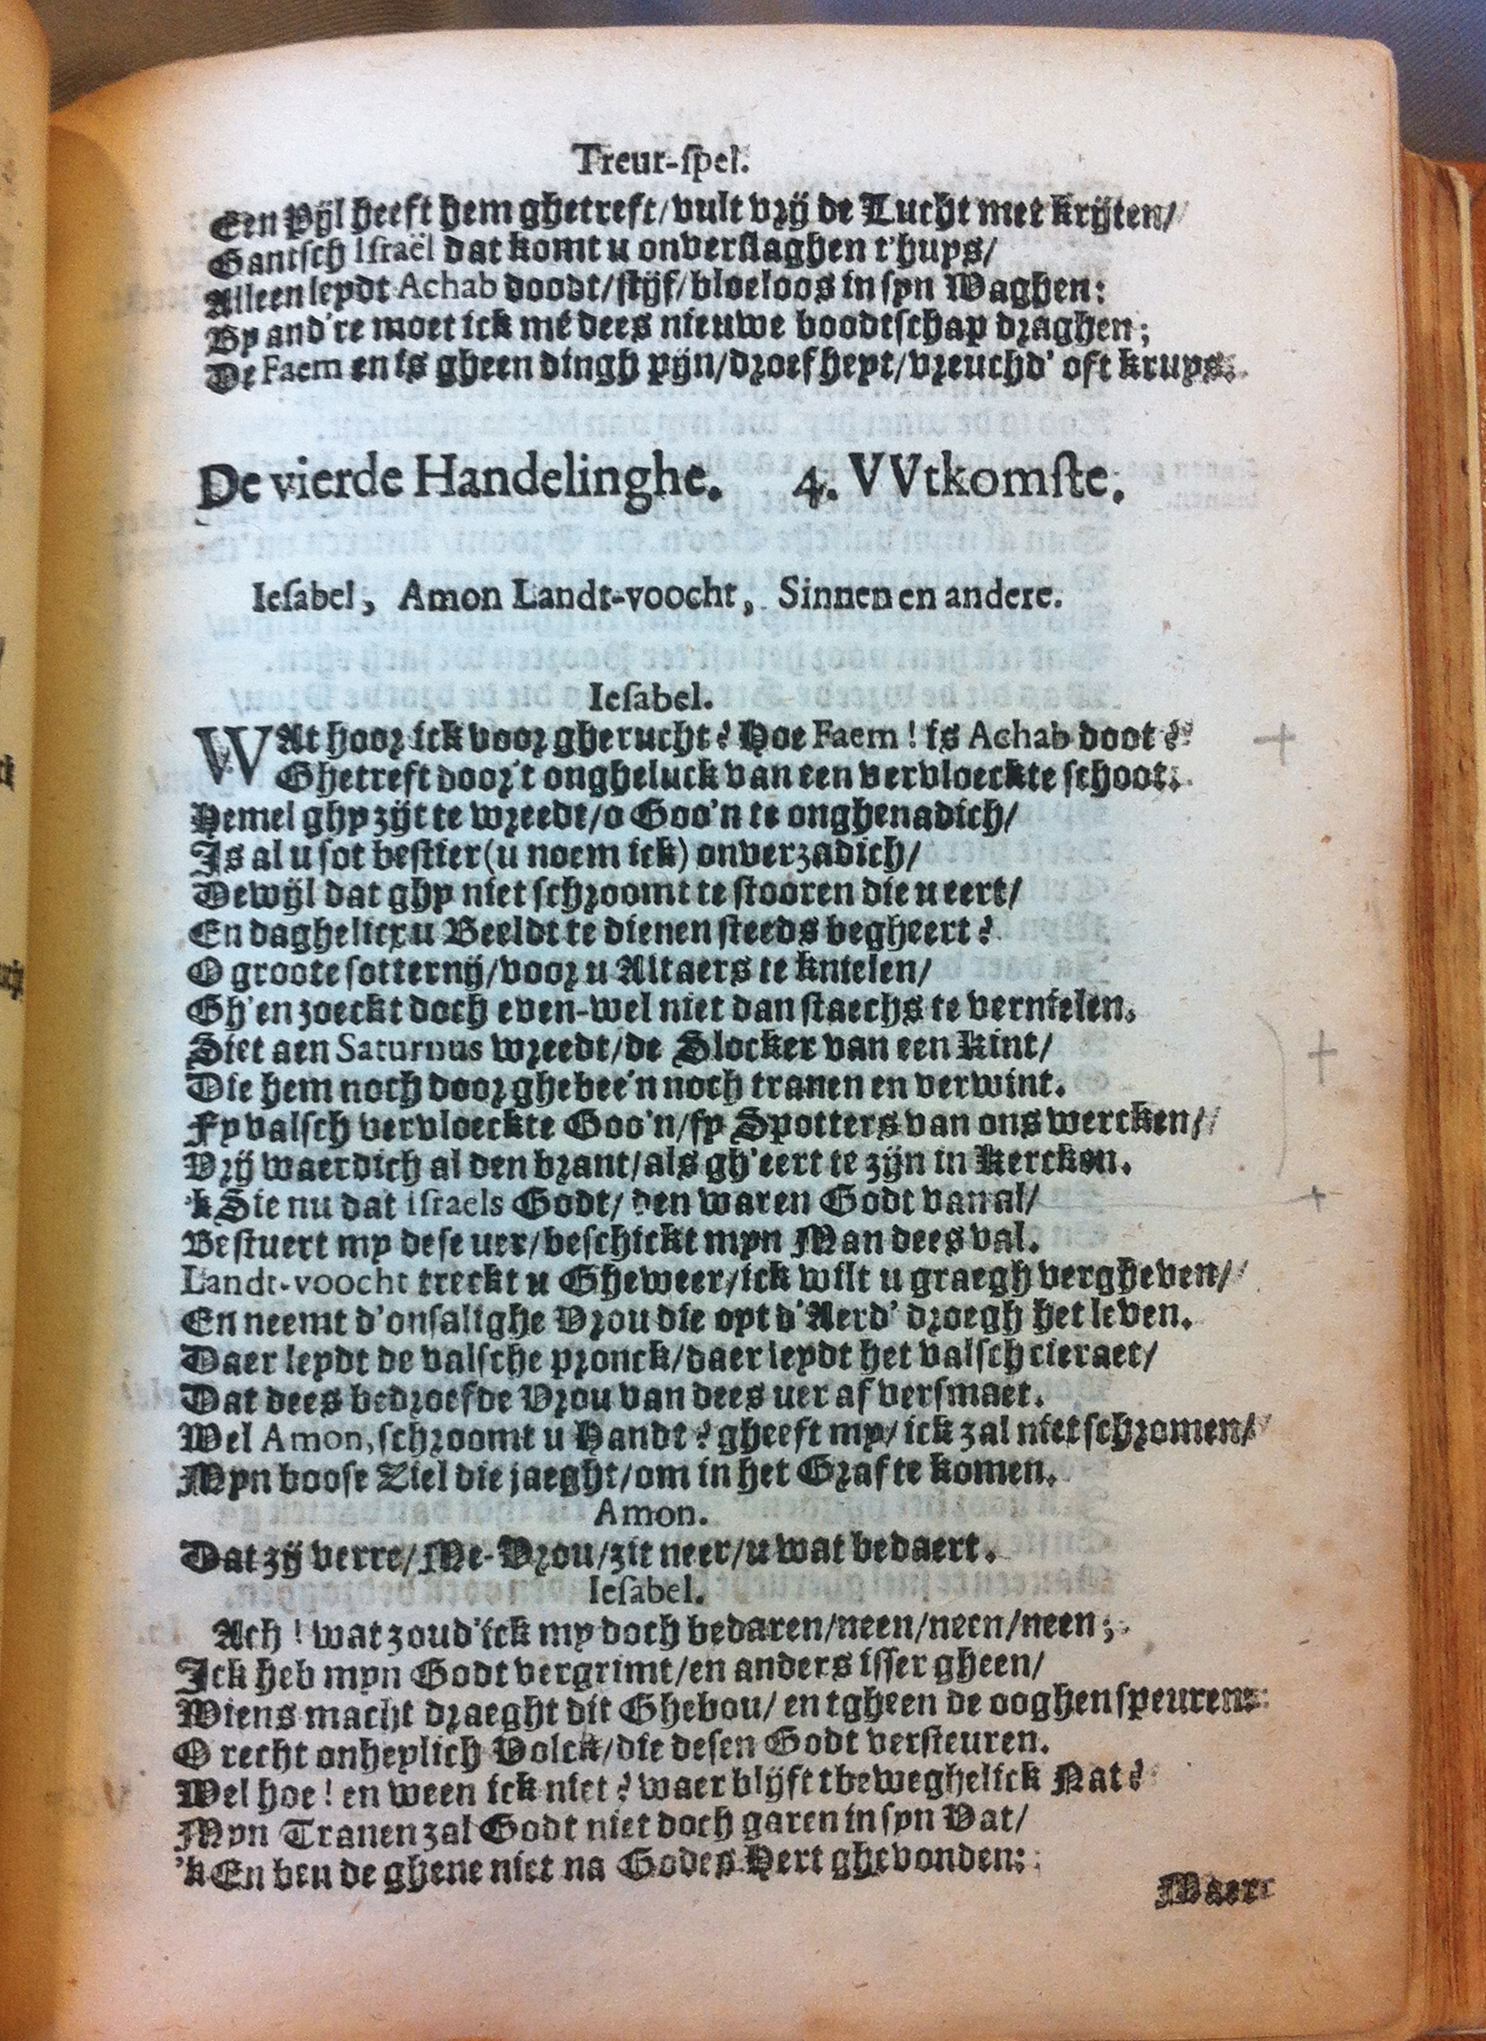 Treur-spel.
Een Pijl heeft hem ghetreft/ vult vrij de Lucht met krijten/
Gantsch Israël dat komt u onverslaghen t'huys/
Alleen leydt Achab doodt/ stijf/ bloeloos in syn Waghen:
By and're moet ick mé dees nieuwe boodtschap draghen;
De Faem en is gheen dingh pijn/ droefheyt/ vreuchd' oft kruys.
De vierde Handelinghe. 4. VVtkomste.
Iesabel, Amon Landt-voocht, Sinnen en andere.
Iesabel.
WAt hoor ick voor gherucht? Hoe Faem! is Achab doot?
Ghetreft door't ongheluck van een vervloeckte schoot.
Hemel ghy zijt te wreedt/ o Goo'n te onghenadich/
Is al u sot bestier (u noem ick) onverzadich/
Dewijl dat ghy niet schroomt te stooren die u eert/
En daghelicx u Beeldt te dienen steeds begheert?
O groote sotternij/ voor u Altaers te knielen/
Gh'en zoeckt doch even-wel niet dan staechs te vernielen.
Siet aen Saturnus wreedt/ de Slocker van een Kint/
Die hem noch door ghebee'n noch tranen en verwint.
Fy valsch vervloeckte Goo'n/ fy Spotters van ons wercken/
Vrij waerdich al den brant/ als gh'eert te zijn in Kercken.
'k Sie nu dat israels Godt/ den waren Godt van al/
Bestuert my dese uer/ beschickt myn Man dees val.
Landt-voocht treckt u Gheweer/ ick wilt u graegh vergheven/
En neemt d'onsalighe Vrou die opt d'Aerd' droegh het leven.
Daer leydt de valsche pronck/ daer leydt het valsch cieraet/
Dat dees bedroefde Vrou van dees uer af versmaet.
Wel Amon, schroomt u Handt? gheeft my/ ick zal niet schromen/
Myn boose Ziel die jaeght/ om in het Graf te komen.
Amon.
Dat zij verre/ Me-Vrou/ zit neer/ u wat bedaert.
Iesabel.
Ach! wat zoud'ick my doch bedaren/ neen/ neen/ neen;
Ick heb myn Godt vergrimt/ en anders isser gheen/
Wiens macht draeght dit Ghebou/ en tgheen de ooghen speuren:
O recht onheylich Volck/ die desen Godt versteuren.
Wel hoe! en ween ick niet? waer blijft tbeweghelick Nat?
Myn Tranen zal Godt niet doch garen in syn Vat/
'k En ben de ghene niet na Godes Hert ghevonden:
Maer